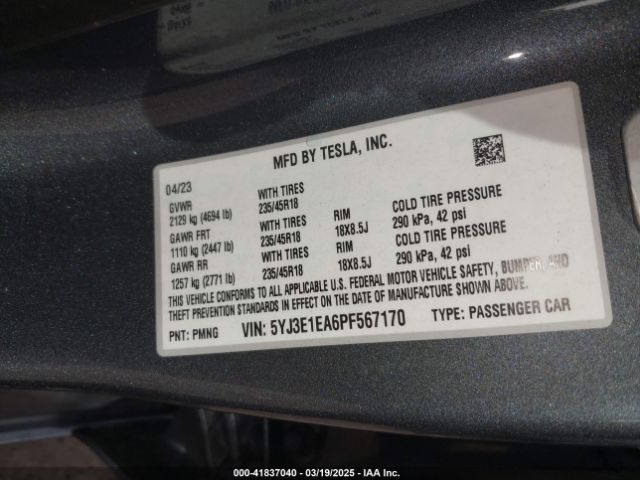 MFD BY TESLA, INC.
04/23
GVWR WITH TIRES
2129 kg (4694 lb) 235/45R18
GAWR FRT WITH TIRES RIM COLD TIRE PRESSURE
1110 kg (2447 lb) 235/45R18 18X8.5J 290 kPa, 42 psi
GAWR RR WITH TIRES RIM COLD TIRE PRESSURE
1257 kg (2771 lb) 235/45R18 18X8.5J 290 kPa, 42 psi
THIS VEHICLE CONFORMS TO ALL APPLICABLE U.S. FEDERAL MOTOR VEHICLE SAFETY, BUMPER, AND
THEFT PREVENTION STANDARDS IN EFFECT ON THE DATE OF MANUFACTURE SHOWN ABOVE.
PNT: PMNG VIN: 5YJ3E1EA6PF567170 TYPE: PASSENGER CAR
000-41837040 - 03/19/2025 - IAA Inc.